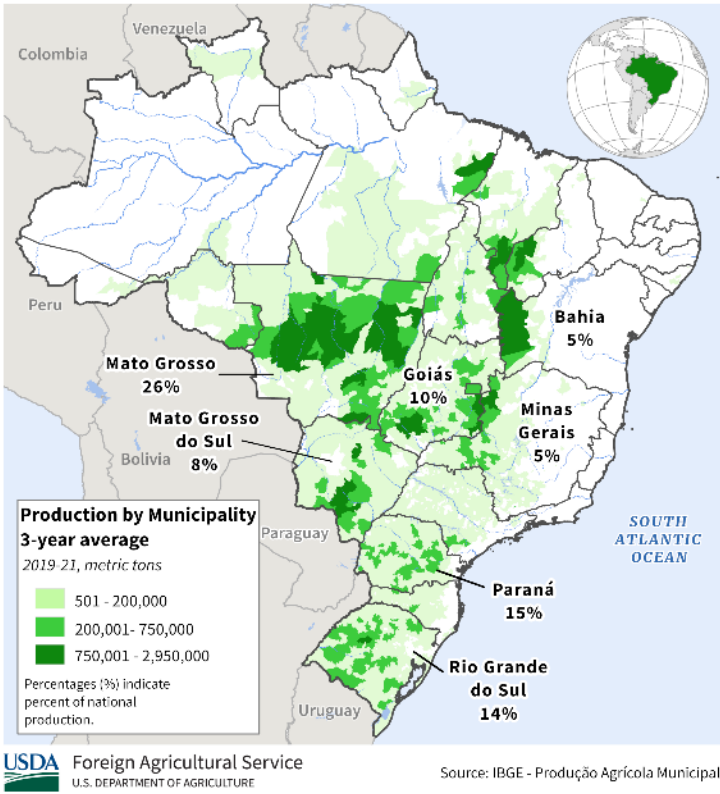 Venezuela
Colombia
Peru
Bahia
5%
Mato Grosso
26%
Goiás
10%
Mato Grosso
do Sul
8%
Minas
Gerais
5%
Bolivia
Production by Municipality
3-year average
2019-21, metric tons
501 - 200,000
200,001- 750,000
750,001 - 2,950,000
Percentages (%) indicate
percent of national
production.
Paraguay
SOUTH
ATLANTIC
OCEAN
Paraná
15%
Rio Grande
do Sul
14%
Uruguay
USDA
Foreign Agricultural Service
U.S. DEPARTMENT OF AGRICULTURE
Source: IBGE - Produção Agrícola Municipal